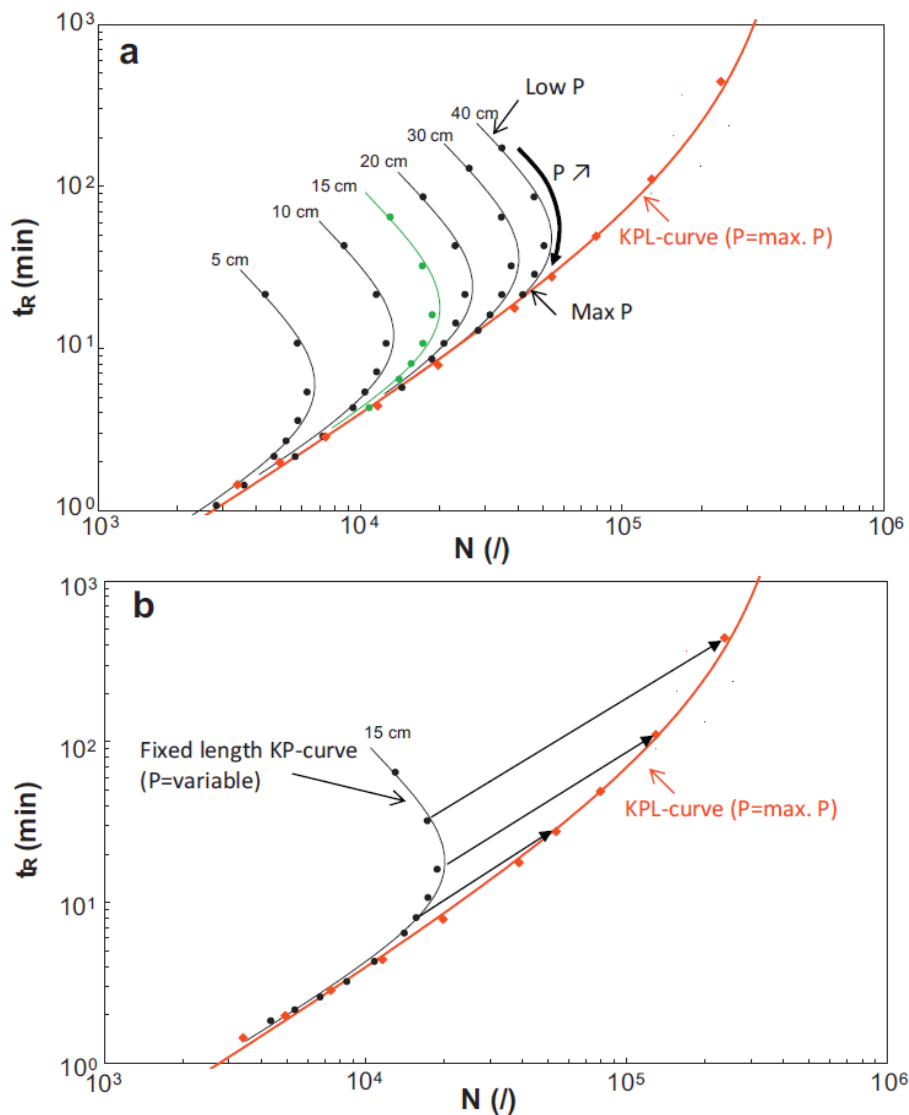 a
10³
10²
10¹
10⁰
tR (min)
5 cm
10 cm
15 cm
20 cm
30 cm
40 cm
Low P
P ↗
KPL-curve (P=max. P)
Max P
10³
10⁴
10⁵
10⁶
N (/)
b
10³
10²
10¹
10⁰
tR (min)
15 cm
Fixed length KP-curve
(P=variable)
KPL-curve (P=max. P)
10³
10⁴
10⁵
10⁶
N (/)